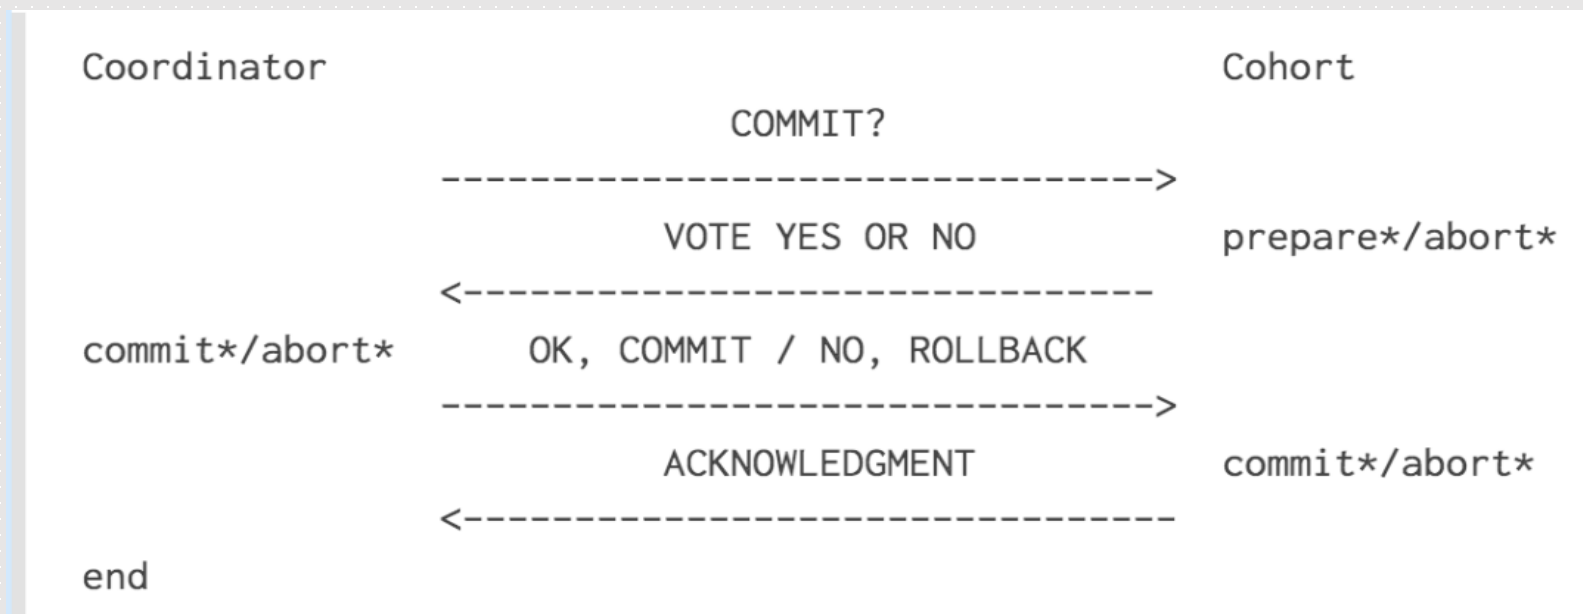 Coordinator Cohort
COMMIT?
-------------------------------->
VOTE YES OR NO prepare*/abort*
<-------------------------------
commit*/abort* OK, COMMIT / NO, ROLLBACK
-------------------------------->
ACKNOWLEDGMENT commit*/abort*
<--------------------------------
end